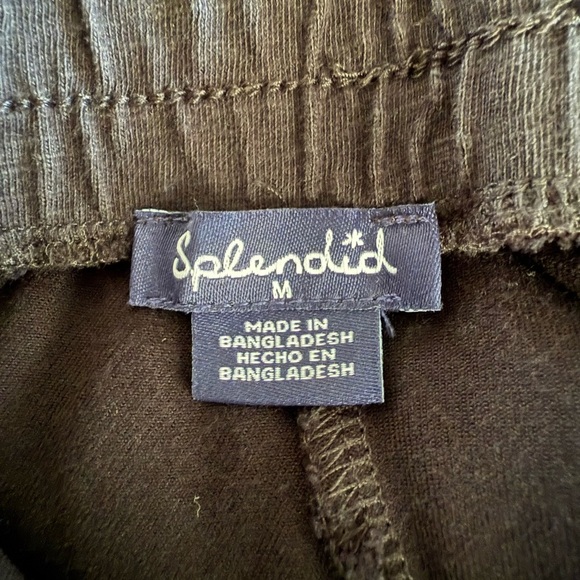 Splendid*
M
MADE IN
BANGLADESH
HECHO EN
BANGLADESH